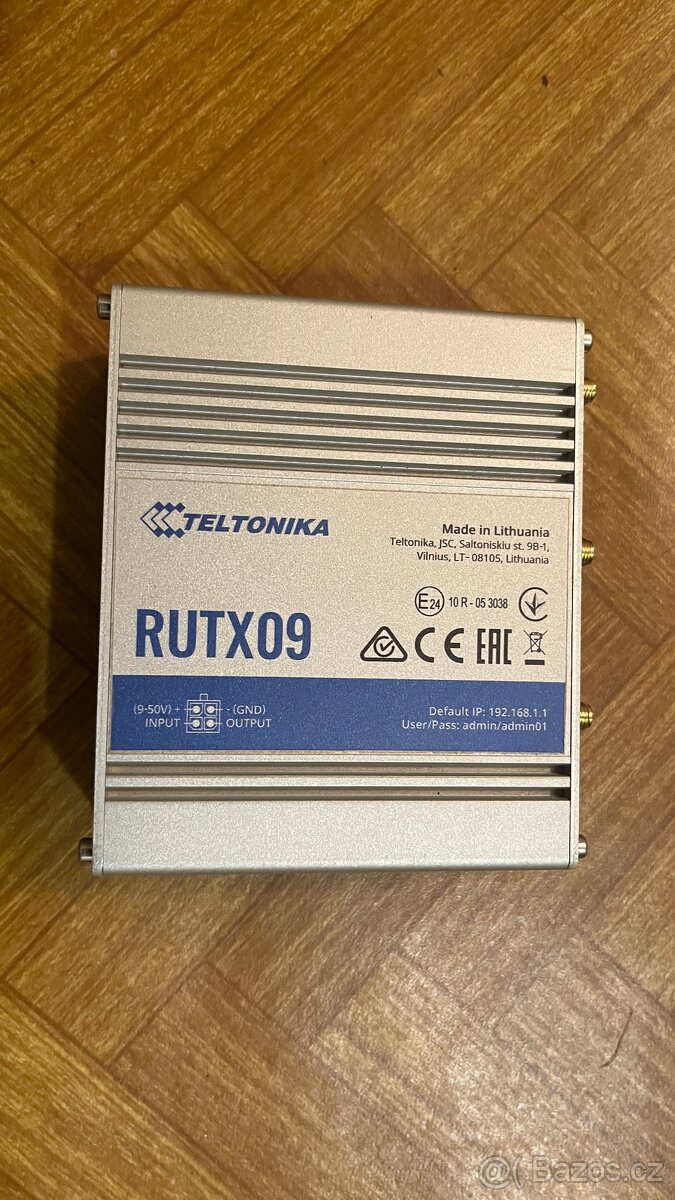 TELTONIKA
Made in Lithuania
Teltonika, JSC, Saltoniskiu st. 9B-1,
Vilnius, LT- 08105, Lithuania
E24 10 R - 05 3038
RUTX09
CE EAC
(9-50V) + - (GND)
INPUT OUTPUT
Default IP: 192.168.1.1
User/Pass: admin/admin01
@( Bazos.cz